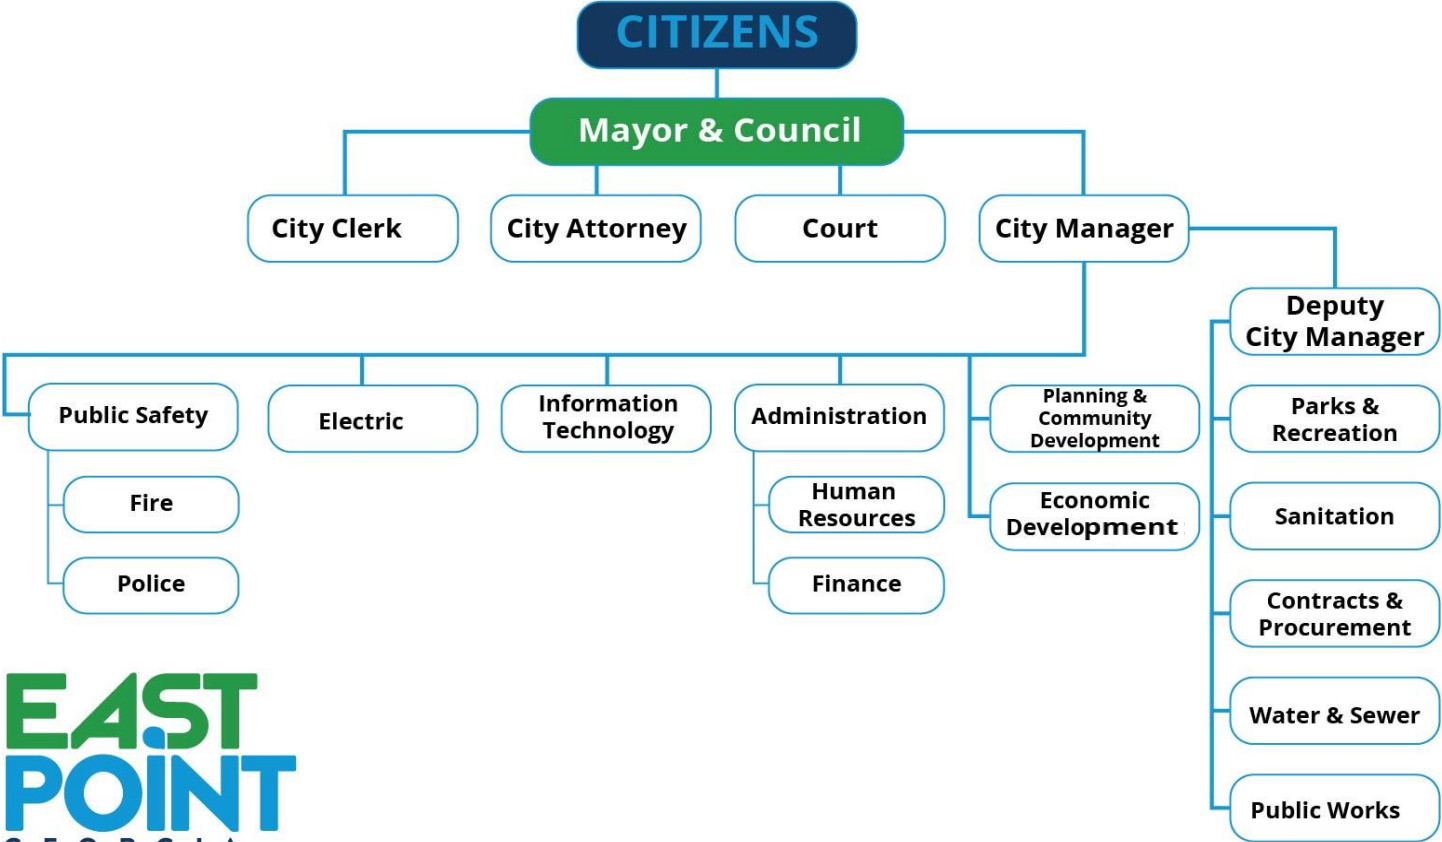 CITIZENS
Mayor & Council
City Clerk
City Attorney
Court
City Manager
Deputy
City Manager
Public Safety
Electric
Information
Technology
Administration
Planning &
Community
Development
Parks &
Recreation
Fire
Human
Resources
Economic
Development
Sanitation
Police
Finance
Contracts &
Procurement
Water & Sewer
Public Works
EAST
POINT
GEORGIA